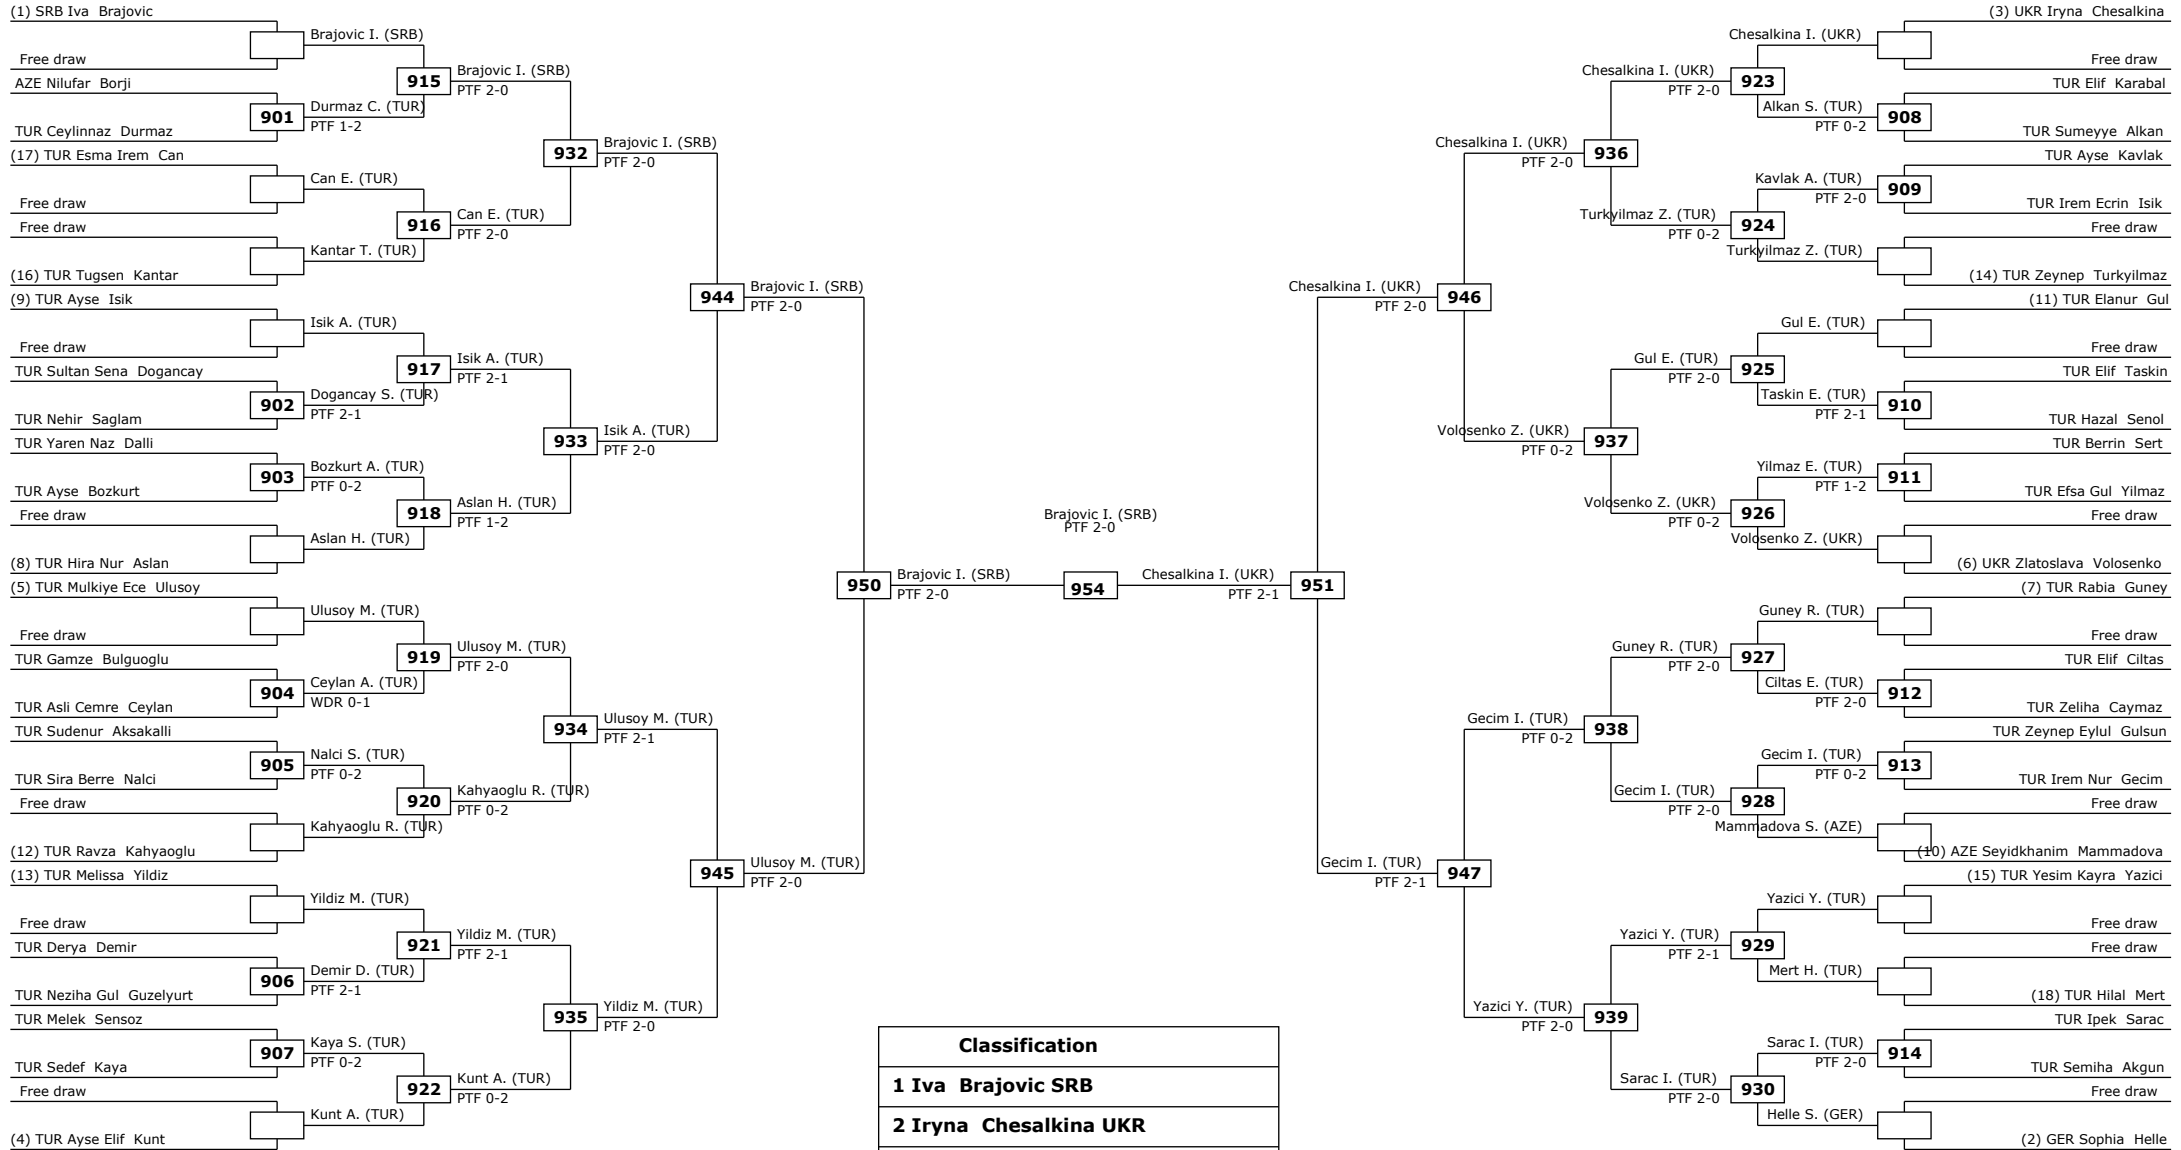 (1) SRB Iva Brajovic
Free draw
AZE Nilufar Borji
TUR Ceylinnaz Durmaz
(17) TUR Esma Irem Can
Free draw
Free draw
(16) TUR Tugsen Kantar
(9) TUR Ayse Isik
Free draw
TUR Sultan Sena Dogancay
TUR Nehir Saglam
TUR Yaren Naz Dalli
TUR Ayse Bozkurt
Free draw
(8) TUR Hira Nur Aslan
(5) TUR Mulkiye Ece Ulusoy
Free draw
TUR Gamze Bulguoglu
TUR Asli Cemre Ceylan
TUR Sudenur Aksakalli
TUR Sira Berre Nalci
Free draw
(12) TUR Ravza Kahyaoglu
(13) TUR Melissa Yildiz
Free draw
TUR Derya Demir
TUR Neziha Gul Guzelyurt
TUR Melek Sensoz
TUR Sedef Kaya
Free draw
(4) TUR Ayse Elif Kunt
Brajovic I. (SRB)
901
Durmaz C. (TUR)
PTF 1-2
Can E. (TUR)
Kantar T. (TUR)
Isik A. (TUR)
902
Dogancay S. (TUR)
PTF 2-1
903
Bozkurt A. (TUR)
PTF 0-2
Aslan H. (TUR)
Ulusoy M. (TUR)
904
Ceylan A. (TUR)
WDR 0-1
905
Nalci S. (TUR)
PTF 0-2
Kahyaoglu R. (TUR)
Yildiz M. (TUR)
906
Demir D. (TUR)
PTF 2-1
907
Kaya S. (TUR)
PTF 0-2
Kunt A. (TUR)
915
Brajovic I. (SRB)
PTF 2-0
916
Can E. (TUR)
PTF 2-0
917
Isik A. (TUR)
PTF 2-1
918
Aslan H. (TUR)
PTF 1-2
919
Ulusoy M. (TUR)
PTF 2-0
920
Kahyaoglu R. (TUR)
PTF 0-2
921
Yildiz M. (TUR)
PTF 2-1
922
Kunt A. (TUR)
PTF 0-2
932
Brajovic I. (SRB)
PTF 2-0
933
Isik A. (TUR)
PTF 2-0
934
Ulusoy M. (TUR)
PTF 2-1
935
Yildiz M. (TUR)
PTF 2-0
944
Brajovic I. (SRB)
PTF 2-0
945
Ulusoy M. (TUR)
PTF 2-0
950
Brajovic I. (SRB)
PTF 2-0
Brajovic I. (SRB)
PTF 2-0
954
Chesalkina I. (UKR)
PTF 2-1
951
Chesalkina I. (UKR)
PTF 2-0
946
Gecim I. (TUR)
PTF 2-1
947
Chesalkina I. (UKR)
PTF 2-0
936
Volosenko Z. (UKR)
PTF 0-2
937
Gecim I. (TUR)
PTF 0-2
938
Yazici Y. (TUR)
PTF 2-0
939
Chesalkina I. (UKR)
PTF 2-0
923
Turkyilmaz Z. (TUR)
PTF 0-2
924
Gul E. (TUR)
PTF 2-0
925
Volosenko Z. (UKR)
PTF 0-2
926
Guney R. (TUR)
PTF 2-0
927
Gecim I. (TUR)
PTF 2-0
928
Yazici Y. (TUR)
PTF 2-1
929
Sarac I. (TUR)
PTF 2-0
930
Chesalkina I. (UKR)
Alkan S. (TUR)
PTF 0-2
908
Kavlak A. (TUR)
PTF 2-0
909
Turkyilmaz Z. (TUR)
Gul E. (TUR)
Taskin E. (TUR)
PTF 2-1
910
Yilmaz E. (TUR)
PTF 1-2
911
Volosenko Z. (UKR)
Guney R. (TUR)
Ciltas E. (TUR)
PTF 2-0
912
Gecim I. (TUR)
PTF 0-2
913
Mammadova S. (AZE)
Yazici Y. (TUR)
Mert H. (TUR)
Sarac I. (TUR)
PTF 2-0
914
Helle S. (GER)
(3) UKR Iryna Chesalkina
Free draw
TUR Elif Karabal
TUR Sumeyye Alkan
TUR Ayse Kavlak
TUR Irem Ecrin Isik
Free draw
(14) TUR Zeynep Turkyilmaz
(11) TUR Elanur Gul
Free draw
TUR Elif Taskin
TUR Hazal Senol
TUR Berrin Sert
TUR Efsa Gul Yilmaz
Free draw
(6) UKR Zlatoslava Volosenko
(7) TUR Rabia Guney
Free draw
TUR Elif Ciltas
TUR Zeliha Caymaz
TUR Zeynep Eylul Gulsun
TUR Irem Nur Gecim
Free draw
(10) AZE Seyidkhanim Mammadova
(15) TUR Yesim Kayra Yazici
Free draw
Free draw
(18) TUR Hilal Mert
TUR Ipek Sarac
TUR Semiha Akgun
Free draw
(2) GER Sophia Helle
Classification
1 Iva Brajovic SRB
2 Iryna Chesalkina UKR